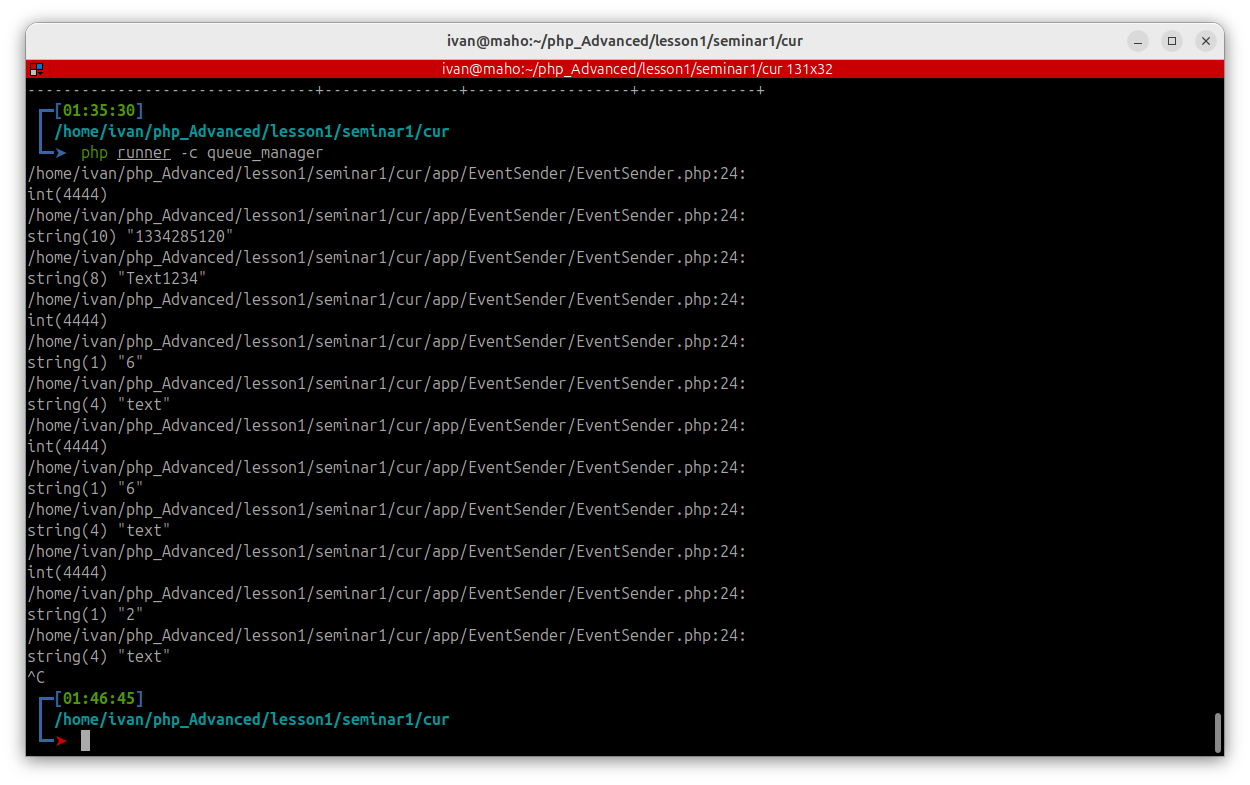 ivan@maho:~/php_Advanced/lesson1/seminar1/cur
ivan@maho:~/php_Advanced/lesson1/seminar1/cur 131x32
--------------------------------+---------------+------------------+-------------+
[01:35:30]
/home/ivan/php_Advanced/lesson1/seminar1/cur
php runner -c queue_manager
/home/ivan/php_Advanced/lesson1/seminar1/cur/app/EventSender/EventSender.php:24:
int(4444)
/home/ivan/php_Advanced/lesson1/seminar1/cur/app/EventSender/EventSender.php:24:
string(10) "1334285120"
/home/ivan/php_Advanced/lesson1/seminar1/cur/app/EventSender/EventSender.php:24:
string(8) "Text1234"
/home/ivan/php_Advanced/lesson1/seminar1/cur/app/EventSender/EventSender.php:24:
int(4444)
/home/ivan/php_Advanced/lesson1/seminar1/cur/app/EventSender/EventSender.php:24:
string(1) "6"
/home/ivan/php_Advanced/lesson1/seminar1/cur/app/EventSender/EventSender.php:24:
string(4) "text"
/home/ivan/php_Advanced/lesson1/seminar1/cur/app/EventSender/EventSender.php:24:
int(4444)
/home/ivan/php_Advanced/lesson1/seminar1/cur/app/EventSender/EventSender.php:24:
string(1) "6"
/home/ivan/php_Advanced/lesson1/seminar1/cur/app/EventSender/EventSender.php:24:
string(4) "text"
/home/ivan/php_Advanced/lesson1/seminar1/cur/app/EventSender/EventSender.php:24:
int(4444)
/home/ivan/php_Advanced/lesson1/seminar1/cur/app/EventSender/EventSender.php:24:
string(1) "2"
/home/ivan/php_Advanced/lesson1/seminar1/cur/app/EventSender/EventSender.php:24:
string(4) "text"
^C
[01:46:45]
/home/ivan/php_Advanced/lesson1/seminar1/cur